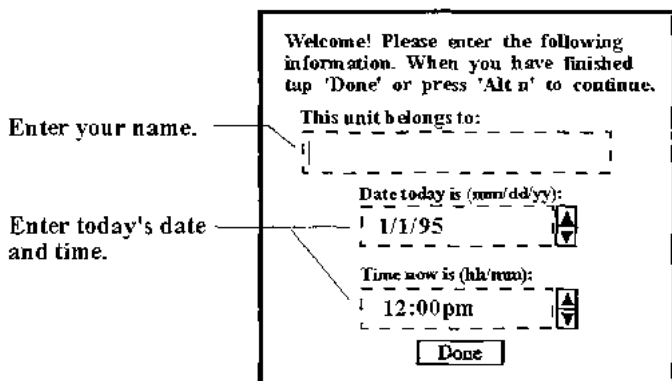 Welcome! Please enter the following
information. When you have finished
tap 'Done' or press 'Alt n' to continue.
Enter your name.
This unit belongs to:
Date today is (mm/dd/yy):
Enter today's date
and time.
1/1/95
Time now is (hh/mm):
12:00pm
Done